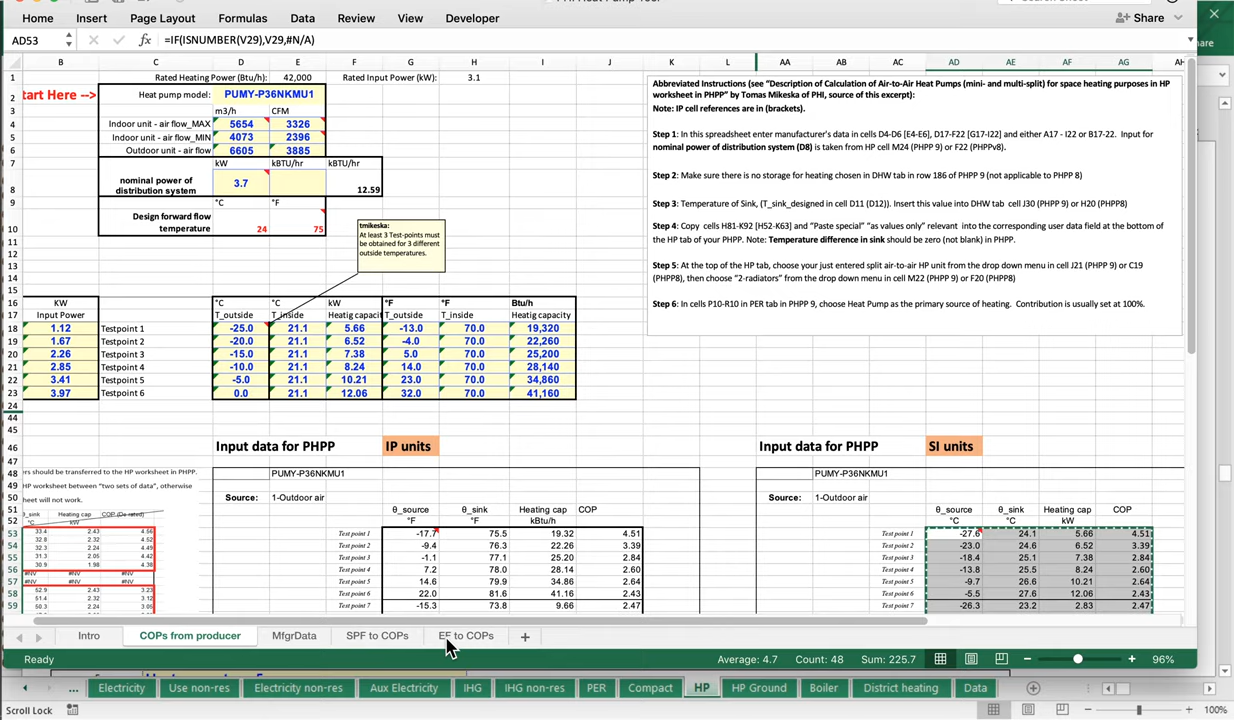 Home Insert Page Layout Formulas Data Review View Developer Share
AD53 fx =IF(ISNUMBER(V29),V29,#N/A)
B C D E F G H I J K L AA AB AC AD AE AF AG AH
1 Rated Heating Power (Btu/h): 42,000 Rated Input Power (kW): 3.1
2 tart Here --> Heat pump model: PUMY-P36NKMU1
3 m3/h CFM
4 Indoor unit - air flow_MAX 5654 3326
5 Indoor unit - air flow_MIN 4073 2396
6 Outdoor unit - air flow 6605 3885
7 kW kBTU/hr kBTU/hr
8 nominal power of distribution system 3.7 12.59
9 °C °F
10 Design forward flow temperature 24 75
11
12
13
14
15
tmikeska:
At least 3 Test-points must
be obtained for 3 different
outside temperatures.
Abbreviated Instructions (see “Description of Calculation of Air-to-Air Heat Pumps (mini- and multi-split) for space heating purposes in HP
worksheet in PHPP” by Tomas Mikeska of PHI, source of this excerpt):
Note: IP cell references are in (brackets).
Step 1: In this spreadsheet enter manufacturer's data in cells D4-D6 [E4-E6], D17-F22 [G17-I22] and either A17 - I22 or B17-22. Input for
nominal power of distribution system (D8) is taken from HP cell M24 (PHPP 9) or F22 (PHPPv8).
Step 2: Make sure there is no storage for heating chosen in DHW tab in row 186 of PHPP 9 (not applicable to PHPP 8)
Step 3: Temperature of Sink, (T_sink_designed in cell D11 (D12)). Insert this value into DHW tab cell J30 (PHPP 9) or H20 (PHPP8)
Step 4: Copy cells H81-K92 [H52-K63] and “Paste special” “as values only” relevant into the corresponding user data field at the bottom of
the HP tab of your PHPP. Note: Temperature difference in sink should be zero (not blank) in PHPP.
Step 5: At the top of the HP tab, choose your just entered split air-to-air HP unit from the drop down menu in cell J21 (PHPP 9) or C19
(PHPP8), then choose “2-radiators” from the drop down menu in cell M22 (PHPP 9) or F20 (PHPP8)
Step 6: In cells P10-R10 in PER tab in PHPP 9, choose Heat Pump as the primary source of heating. Contribution is usually set at 100%.
16 KW °C °C kW °F °F Btu/h
17 Input Power T_outside T_inside Heatig capacit T_outside T_inside Heatig capacity
18 1.12 Testpoint 1 -25.0 21.1 5.66 -13.0 70.0 19,320
19 1.67 Testpoint 2 -20.0 21.1 6.52 -4.0 70.0 22,260
20 2.26 Testpoint 3 -15.0 21.1 7.38 5.0 70.0 25,200
21 2.85 Testpoint 4 -10.0 21.1 8.24 14.0 70.0 28,140
22 3.41 Testpoint 5 -5.0 21.1 10.21 23.0 70.0 34,860
23 3.97 Testpoint 6 0.0 21.1 12.06 32.0 70.0 41,160
24
44
45
46 Input data for PHPP IP units Input data for PHPP SI units
47
48 PUMY-P36NKMU1 PUMY-P36NKMU1
49
50 Source: 1-Outdoor air Source: 1-Outdoor air
51 θ_source θ_sink Heating cap COP θ_source θ_sink Heating cap COP
52 °F °F kBtu/h °C °C kW
53 Test point 1 -17.7 75.5 19.32 4.51 Test point 1 -27.6 24.1 5.66 4.51
54 Test point 2 -9.4 76.3 22.26 3.39 Test point 2 -23.0 24.6 6.52 3.39
55 Test point 3 -1.1 77.1 25.20 2.84 Test point 3 -18.4 25.1 7.38 2.84
56 Test point 4 7.2 78.0 28.14 2.60 Test point 4 -13.8 25.5 8.24 2.60
57 Test point 5 14.6 79.9 34.86 2.64 Test point 5 -9.7 26.6 10.21 2.64
58 Test point 6 22.0 81.6 41.16 2.43 Test point 6 -5.5 27.6 12.06 2.43
59 Test point 7 -15.3 73.8 9.66 2.47 Test point 7 -26.3 23.2 2.83 2.47
rs should be transferred to the HP worksheet in PHPP.
HP worksheet between “two sets of data”, otherwise
heet will not work.
θ_sink Heating cap COP (De rated)
°C kW
33.4 2.43 4.56
32.8 2.32 4.52
32.3 2.24 4.49
31.3 2.05 4.42
30.9 1.98 4.38
#NV #NV #NV
#NV #NV #NV
52.9 2.43 3.23
51.4 2.32 3.12
50.3 2.24 3.05
Intro COPs from producer MfgrData SPF to COPs EF to COPs +
Ready Average: 4.7 Count: 48 Sum: 225.7 96%
... Electricity Use non-res Electricity non-res Aux Electricity IHG IHG non-res PER Compact HP HP Ground Boiler District heating Data
Scroll Lock 100%